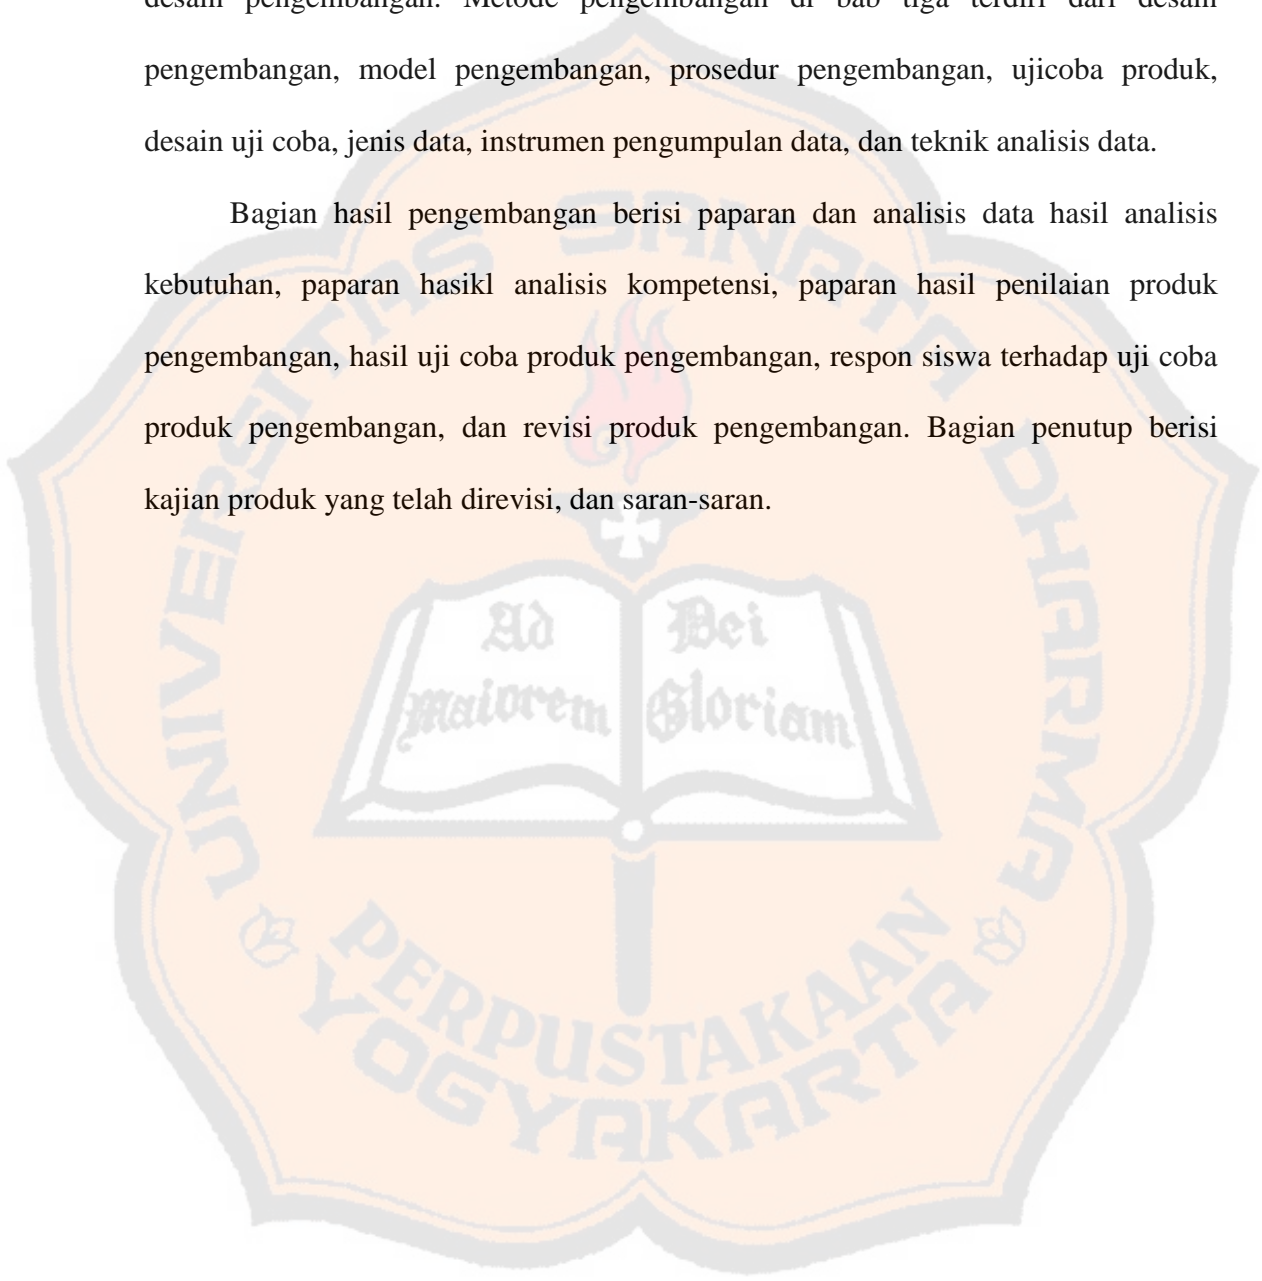 desain pengembangan. Metode pengembangan di bab tiga terdiri dari desain
pengembangan, model pengembangan, prosedur pengembangan, ujicoba produk,
desain uji coba, jenis data, instrumen pengumpulan data, dan teknik analisis data.
Bagian hasil pengembangan berisi paparan dan analisis data hasil analisis
kebutuhan, paparan hasikl analisis kompetensi, paparan hasil penilaian produk
pengembangan, hasil uji coba produk pengembangan, respon siswa terhadap uji coba
produk pengembangan, dan revisi produk pengembangan. Bagian penutup berisi
kajian produk yang telah direvisi, dan saran-saran.
UNIVERSITAS SANATA DHARMA
Ad Dei
Maiorem Gloriam
PERPUSTAKAAN
YOGYAKARTA